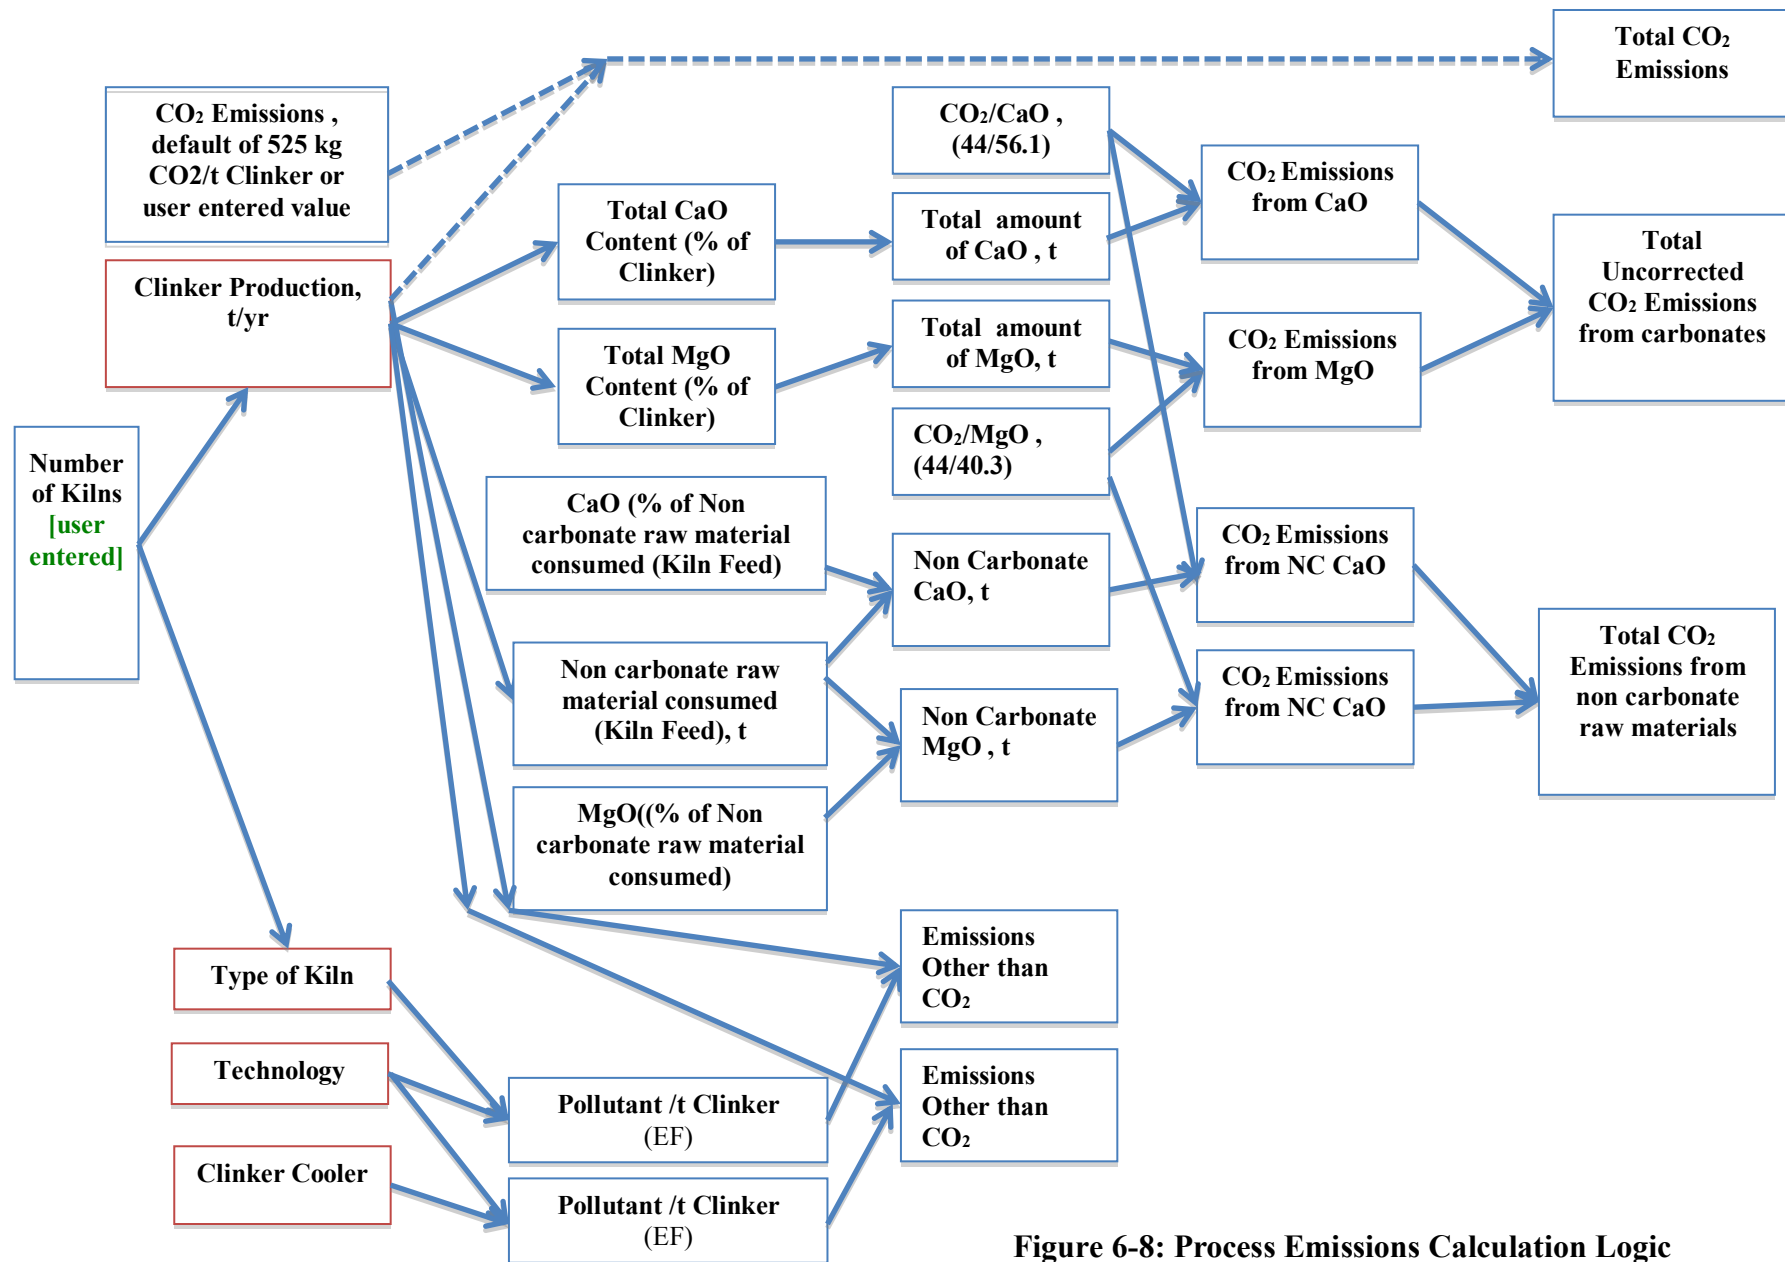 Total CO₂
Emissions
CO₂ Emissions ,
default of 525 kg
CO2/t Clinker or
user entered value
CO₂/CaO ,
(44/56.1)
CO₂ Emissions
from CaO
Total CaO
Content (% of
Clinker)
Total amount
of CaO , t
Total
Uncorrected
CO₂ Emissions
from carbonates
Clinker Production,
t/yr
Total MgO
Content (% of
Clinker)
Total amount
of MgO, t
CO₂ Emissions
from MgO
CO₂/MgO ,
(44/40.3)
Number
of Kilns
[user
entered]
CaO (% of Non
carbonate raw material
consumed (Kiln Feed)
Non Carbonate
CaO, t
CO₂ Emissions
from NC CaO
Non carbonate raw
material consumed
(Kiln Feed), t
Non Carbonate
MgO , t
CO₂ Emissions
from NC CaO
Total CO₂
Emissions from
non carbonate
raw materials
MgO((% of Non
carbonate raw material
consumed)
Emissions
Other than
CO₂
Type of Kiln
Technology
Emissions
Other than
CO₂
Pollutant /t Clinker
(EF)
Clinker Cooler
Pollutant /t Clinker
(EF)
Figure 6-8: Process Emissions Calculation Logic